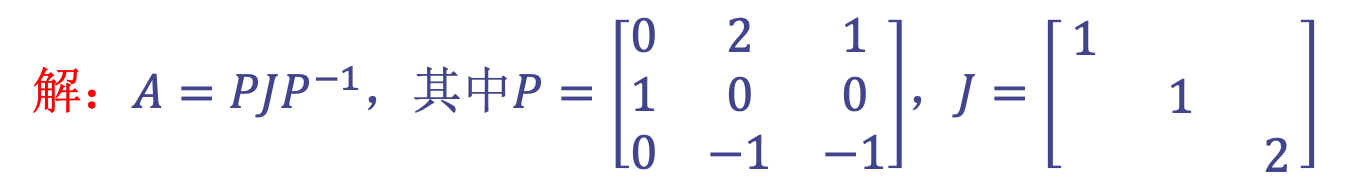 解：A = PJP⁻¹，其中P = [0 2 1; 1 0 0; 0 −1 −1]，J = [1 ; 1 ; 2]